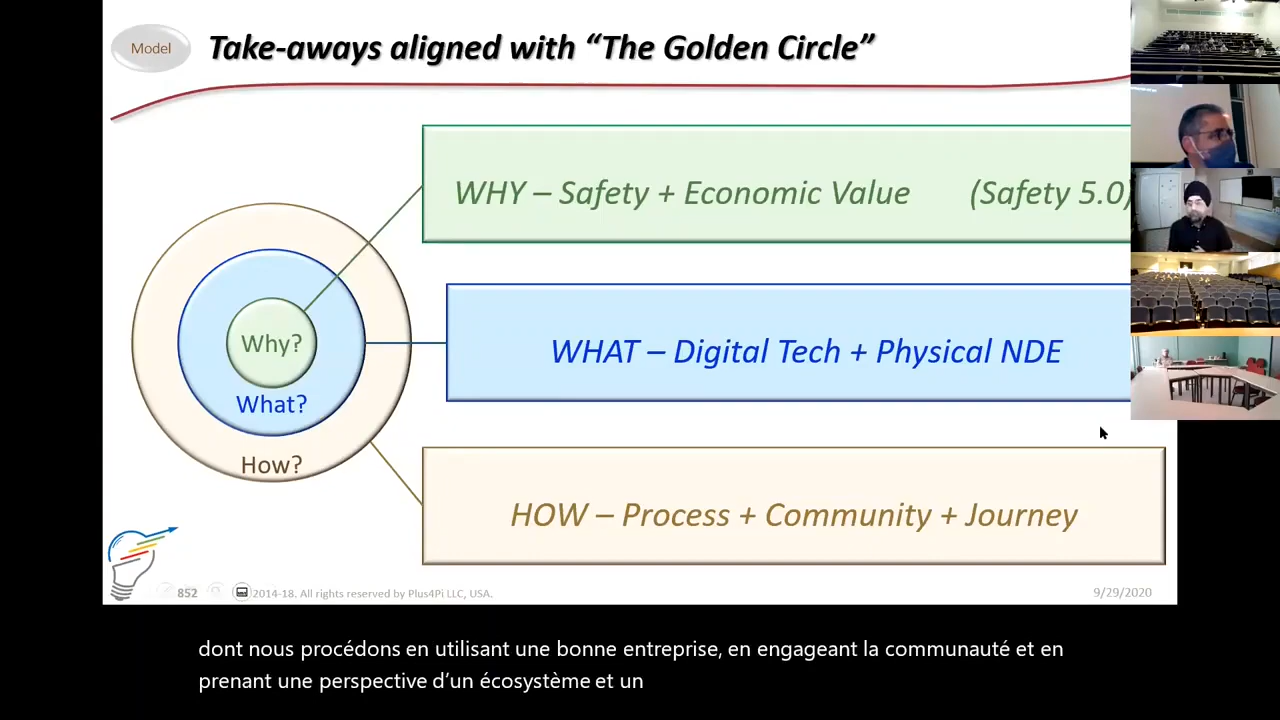 Model
Take-aways aligned with “The Golden Circle”
WHY – Safety + Economic Value (Safety 5.0)
Why?
WHAT – Digital Tech + Physical NDE
What?
How?
HOW – Process + Community + Journey
852
2014-18. All rights reserved by Plus4Pi LLC, USA.
9/29/2020
dont nous procédons en utilisant une bonne entreprise, en engageant la communauté et en
prenant une perspective d’un écosystème et un